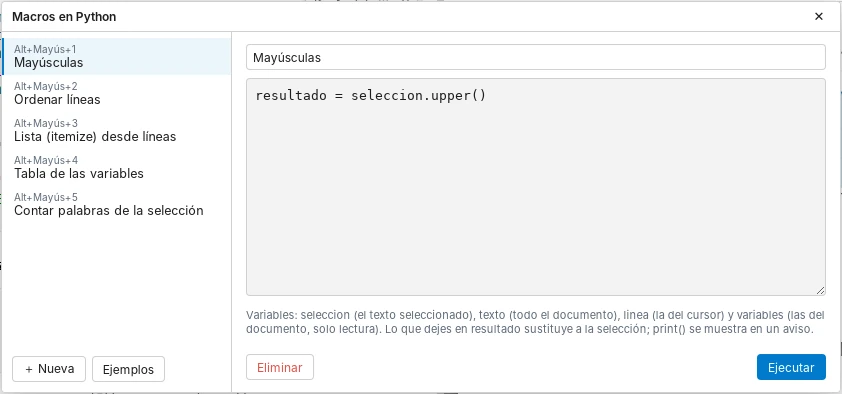 Macros en Python
Alt+Mayús+1
Mayúsculas
Alt+Mayús+2
Ordenar líneas
Alt+Mayús+3
Lista (itemize) desde líneas
Alt+Mayús+4
Tabla de las variables
Alt+Mayús+5
Contar palabras de la selección
+ Nueva
Ejemplos
Mayúsculas
resultado = seleccion.upper()
Variables: seleccion (el texto seleccionado), texto (todo el documento), linea (la del cursor) y variables (las del
documento, solo lectura). Lo que dejes en resultado sustituye a la selección; print() se muestra en un aviso.
Eliminar
Ejecutar